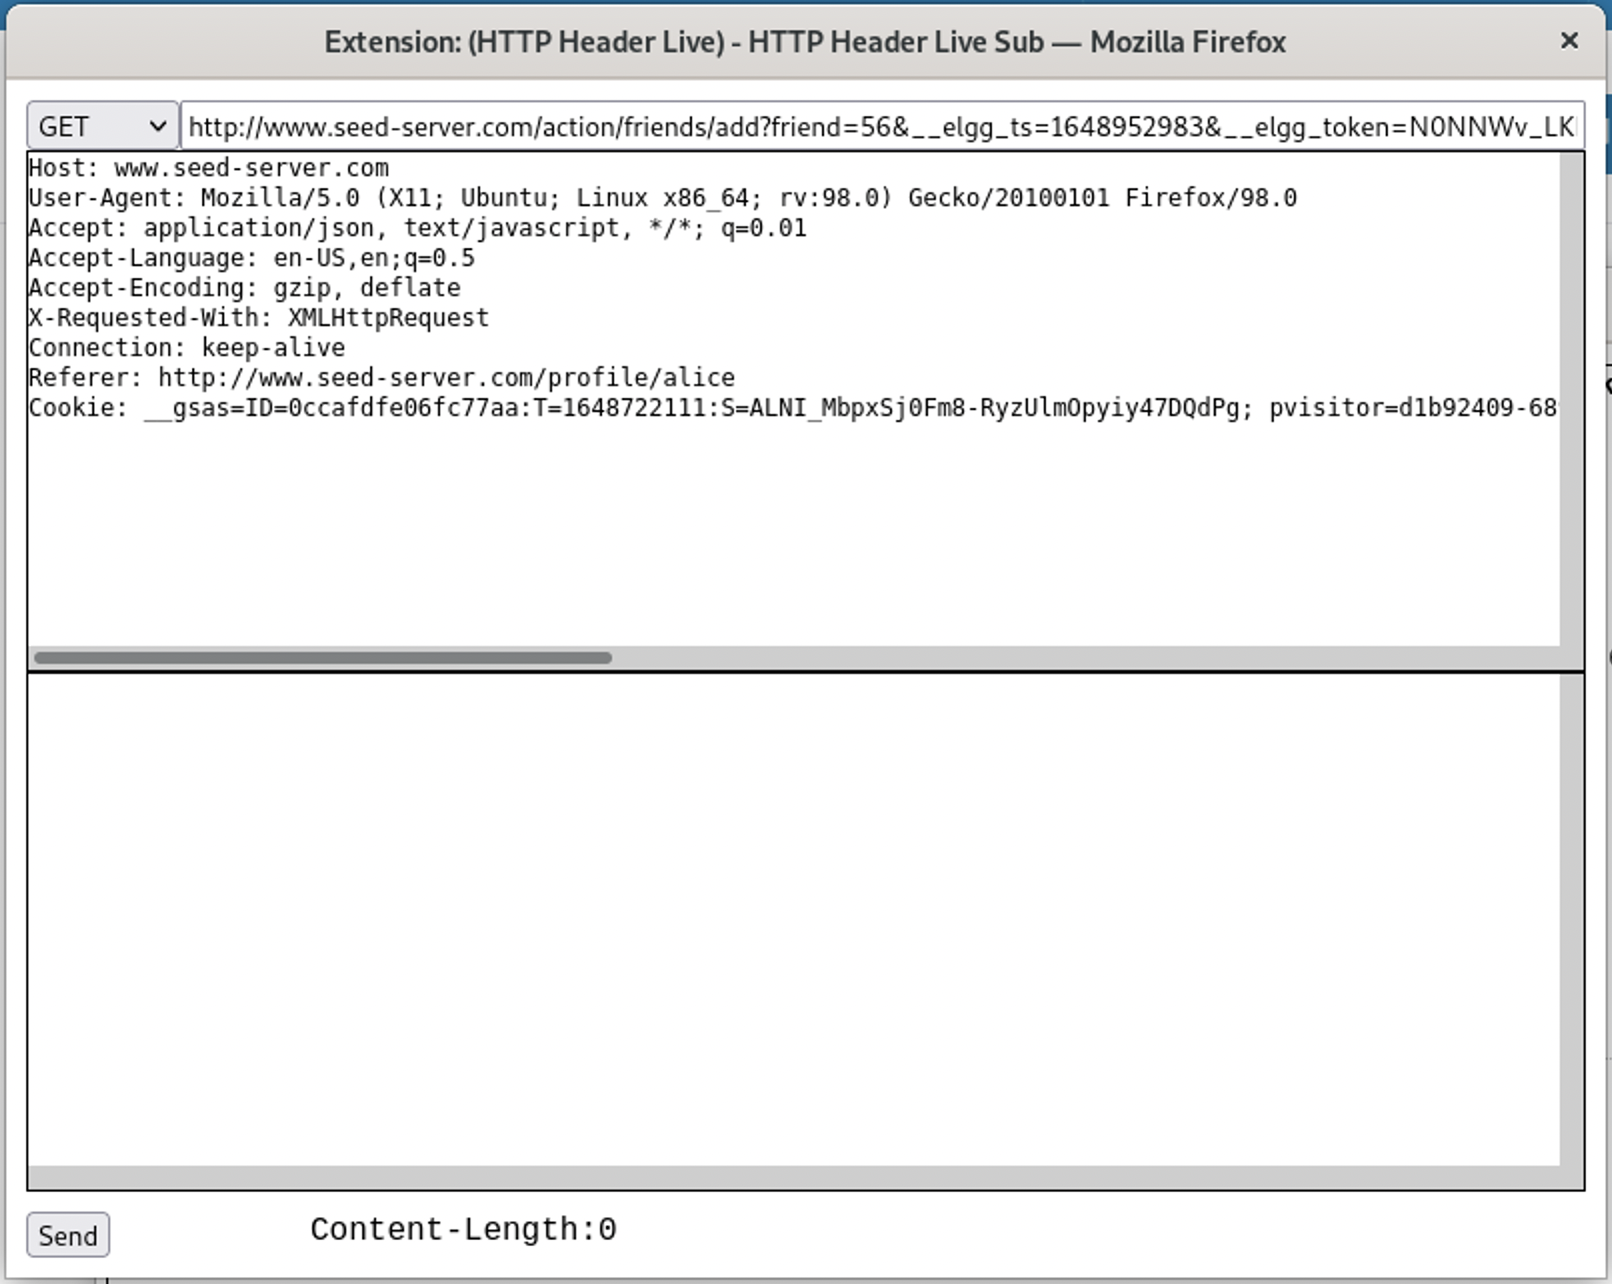 Extension: (HTTP Header Live) - HTTP Header Live Sub — Mozilla Firefox
GET http://www.seed-server.com/action/friends/add?friend=56&__elgg_ts=1648952983&__elgg_token=N0NNWv_LK
Host: www.seed-server.com
User-Agent: Mozilla/5.0 (X11; Ubuntu; Linux x86_64; rv:98.0) Gecko/20100101 Firefox/98.0
Accept: application/json, text/javascript, */*; q=0.01
Accept-Language: en-US,en;q=0.5
Accept-Encoding: gzip, deflate
X-Requested-With: XMLHttpRequest
Connection: keep-alive
Referer: http://www.seed-server.com/profile/alice
Cookie: __gsas=ID=0ccafdfe06fc77aa:T=1648722111:S=ALNI_MbpxSj0Fm8-RyzUlmOpyiy47DQdPg; pvisitor=d1b92409-68
Send Content-Length:0